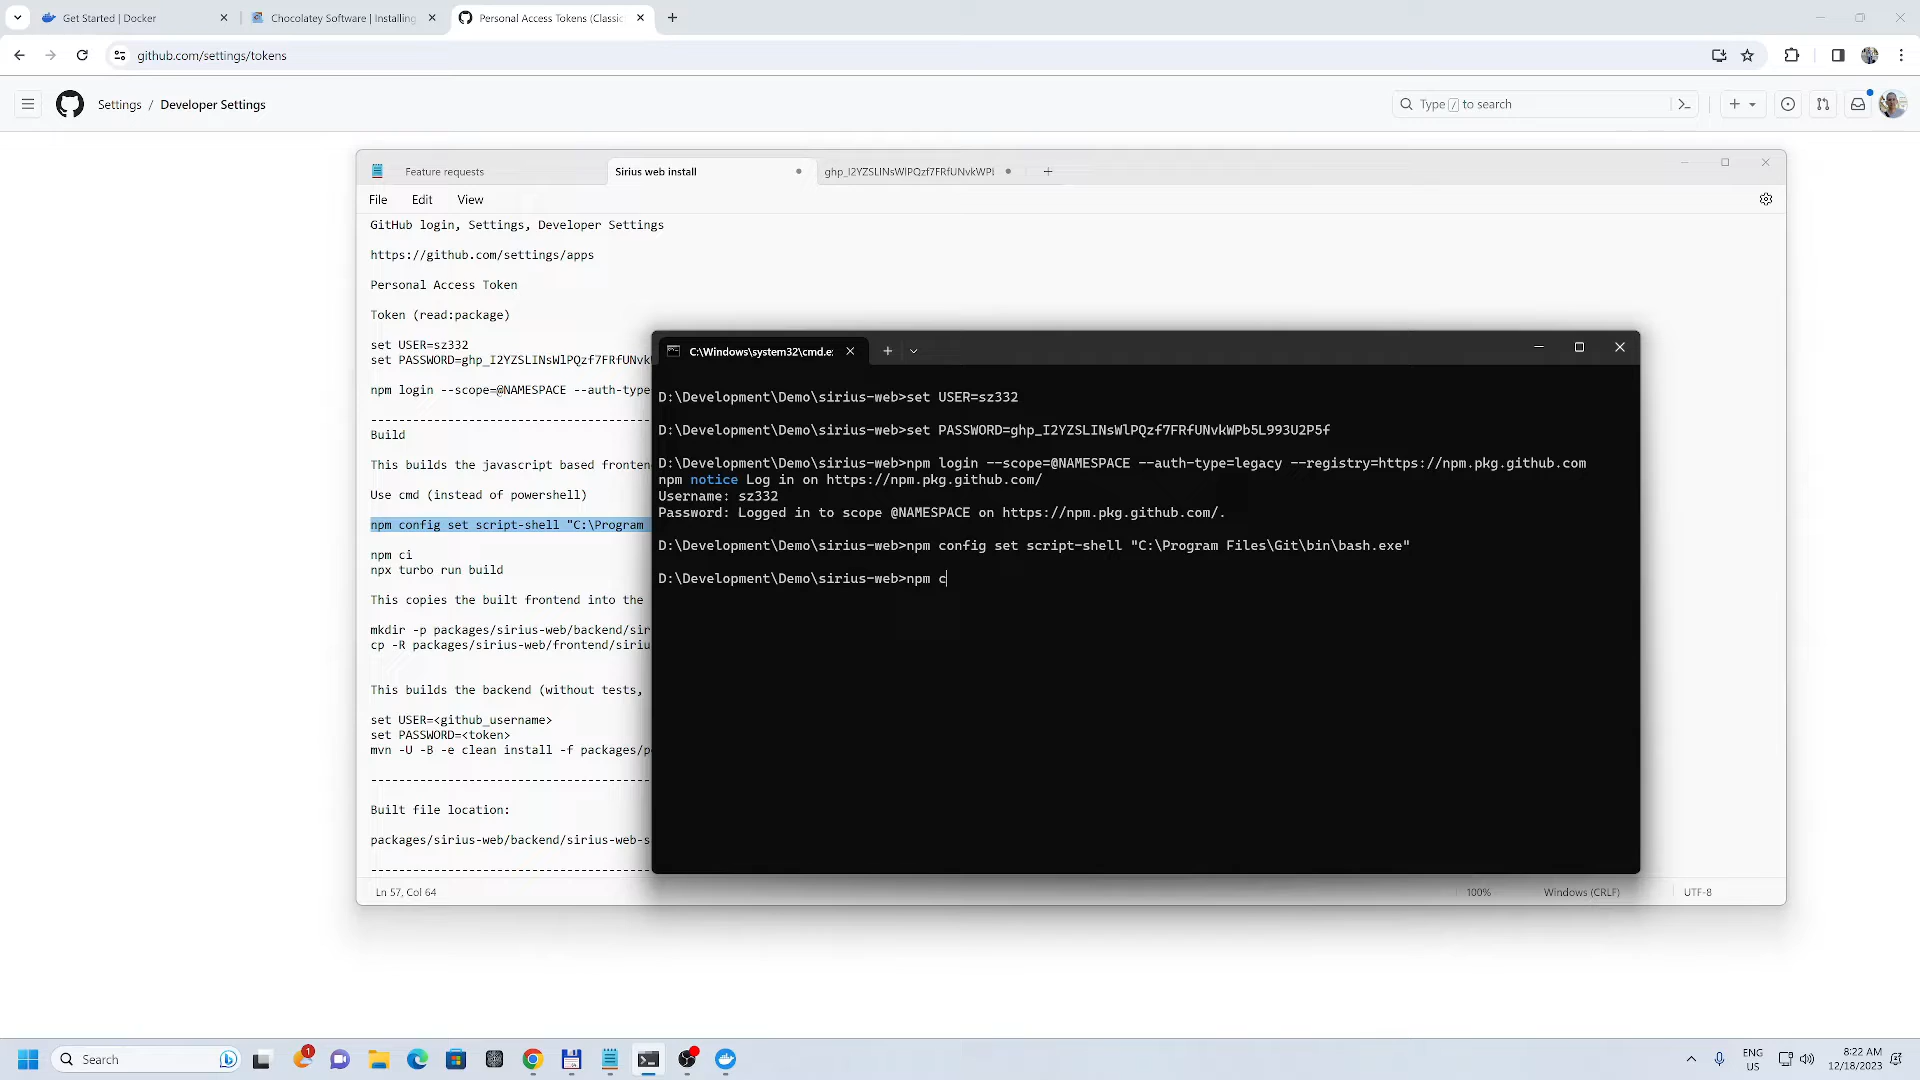 Get Started | Docker
Chocolatey Software | Installing
Personal Access Tokens (Classic
github.com/settings/tokens
Settings / Developer Settings
Type / to search
Feature requests
Sirius web install
ghp_I2YZSLINsWlPQzf7FRfUNvkWPb
File Edit View
GitHub login, Settings, Developer Settings
https://github.com/settings/apps
Personal Access Token
Token (read:package)
set USER=sz332
set PASSWORD=ghp_I2YZSLINsWlPQzf7FRfUNvk
npm login --scope=@NAMESPACE --auth-type
----------------------------------------
Build
This builds the javascript based fronten
Use cmd (instead of powershell)
npm config set script-shell "C:\Program
npm ci
npx turbo run build
This copies the built frontend into the
mkdir -p packages/sirius-web/backend/sir
cp -R packages/sirius-web/frontend/siriu
This builds the backend (without tests,
set USER=<github_username>
set PASSWORD=<token>
mvn -U -B -e clean install -f packages/p
----------------------------------------
Built file location:
packages/sirius-web/backend/sirius-web-s
----------------------------------------
Ln 57, Col 64
100%
Windows (CRLF)
UTF-8
C:\Windows\system32\cmd.e:
D:\Development\Demo\sirius-web>set USER=sz332
D:\Development\Demo\sirius-web>set PASSWORD=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
D:\Development\Demo\sirius-web>npm login --scope=@NAMESPACE --auth-type=legacy --registry=https://npm.pkg.github.com
npm notice Log in on https://npm.pkg.github.com/
Username: sz332
Password: Logged in to scope @NAMESPACE on https://npm.pkg.github.com/.
D:\Development\Demo\sirius-web>npm config set script-shell "C:\Program Files\Git\bin\bash.exe"
D:\Development\Demo\sirius-web>npm c
Search
1
ENG
US
8:22 AM
12/18/2023